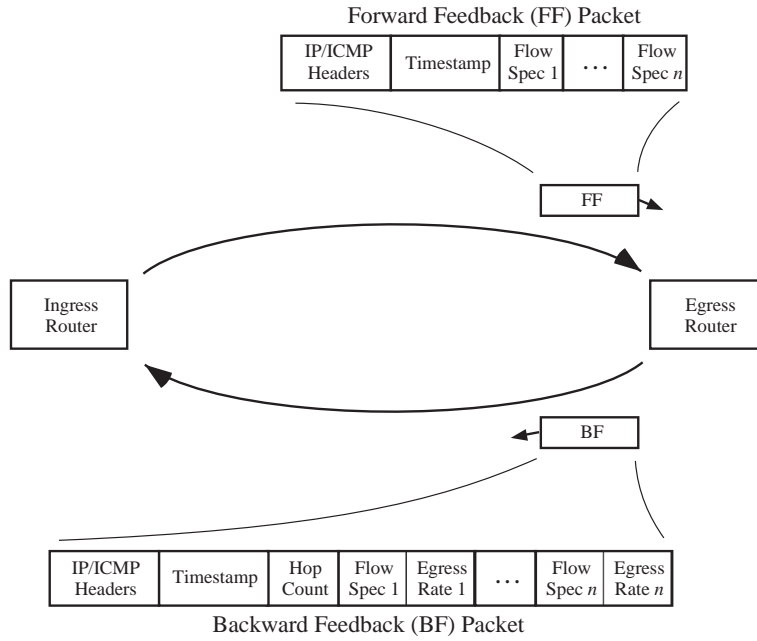 Forward Feedback (FF) Packet
IP/ICMP Headers
Timestamp
Flow Spec 1
...
Flow Spec n
FF
Ingress Router
Egress Router
BF
IP/ICMP Headers
Timestamp
Hop Count
Flow Spec 1
Egress Rate 1
...
Flow Spec n
Egress Rate n
Backward Feedback (BF) Packet